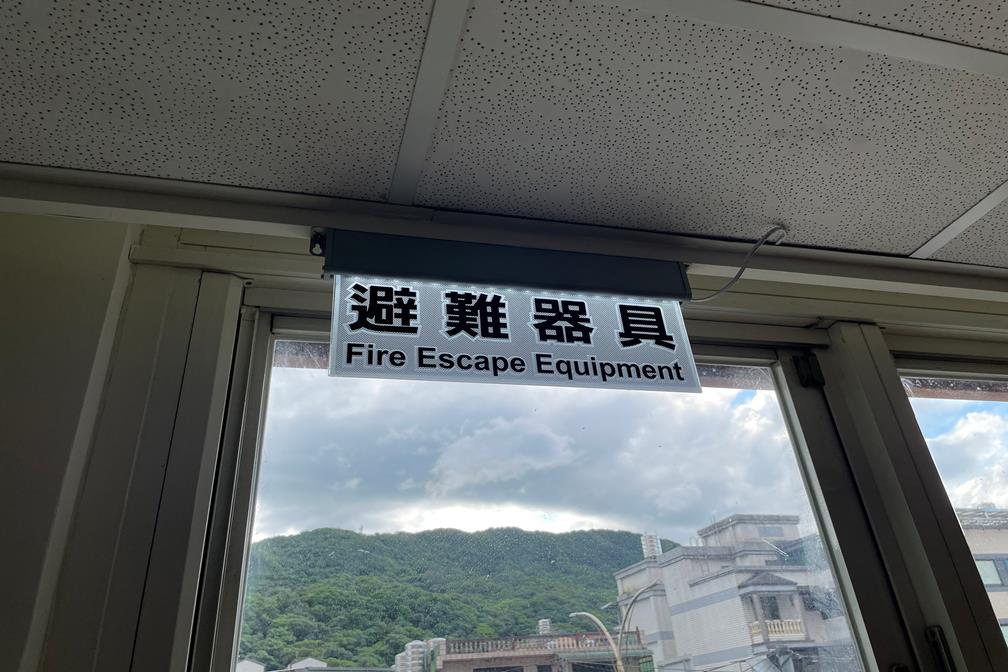 避難器具
Fire Escape Equipment